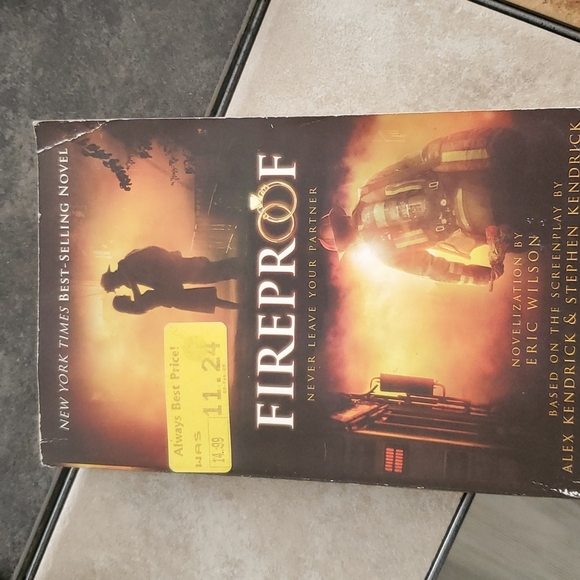 NEW YORK TIMES BEST-SELLING NOVEL
Always Best Price!
WAS
14.99
11.24
FIREPROOF
NEVER LEAVE YOUR PARTNER
NOVELIZATION BY
ERIC WILSON
BASED ON THE SCREENPLAY BY
ALEX KENDRICK & STEPHEN KENDRICK